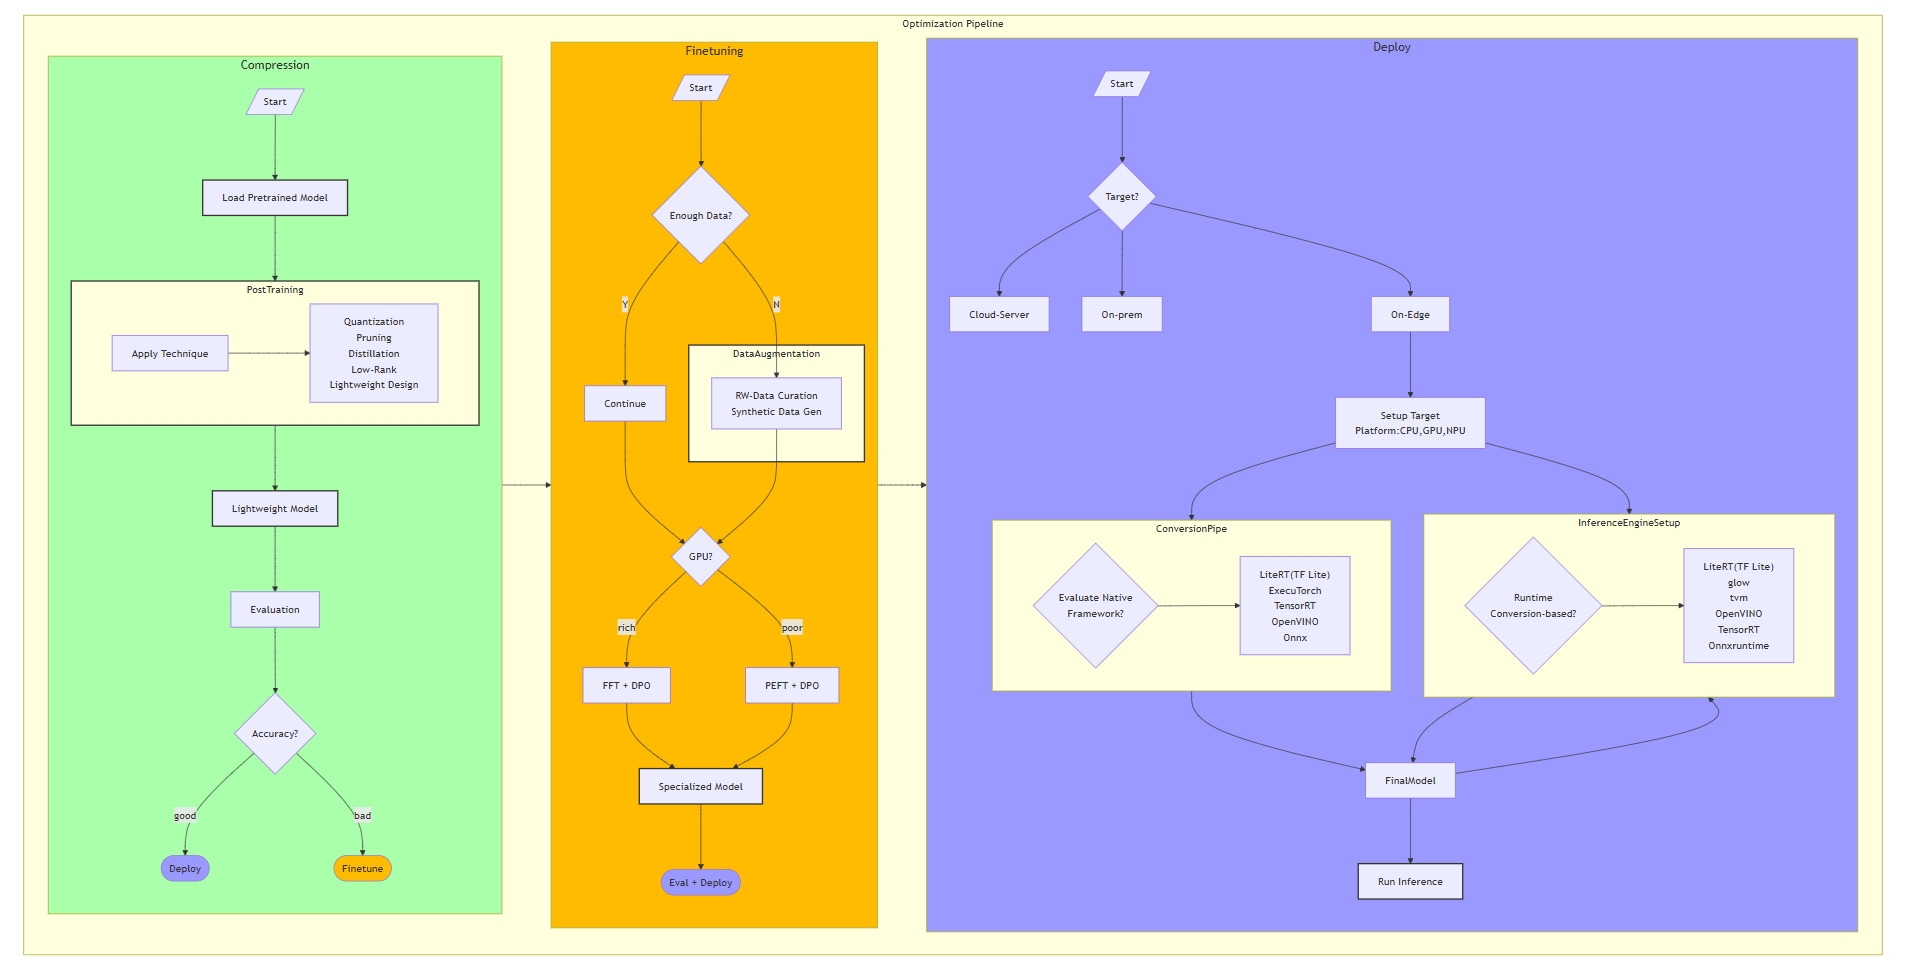 Optimization Pipeline
Compression
Start
Load Pretrained Model
PostTraining
Apply Technique
Quantization
Pruning
Distillation
Low-Rank
Lightweight Design
Lightweight Model
Evaluation
Accuracy?
good
bad
Deploy
Finetune
Finetuning
Start
Enough Data?
Y
N
Continue
DataAugmentation
RW-Data Curation
Synthetic Data Gen
GPU?
rich
poor
FFT + DPO
PEFT + DPO
Specialized Model
Eval + Deploy
Deploy
Start
Target?
Cloud-Server
On-prem
On-Edge
Setup Target
Platform:CPU,GPU,NPU
ConversionPipe
Evaluate Native
Framework?
LiteRT(TF Lite)
ExecuTorch
TensorRT
OpenVINO
Onnx
InferenceEngineSetup
Runtime
Conversion-based?
LiteRT(TF Lite)
glow
tvm
OpenVINO
TensorRT
Onnxruntime
FinalModel
Run Inference